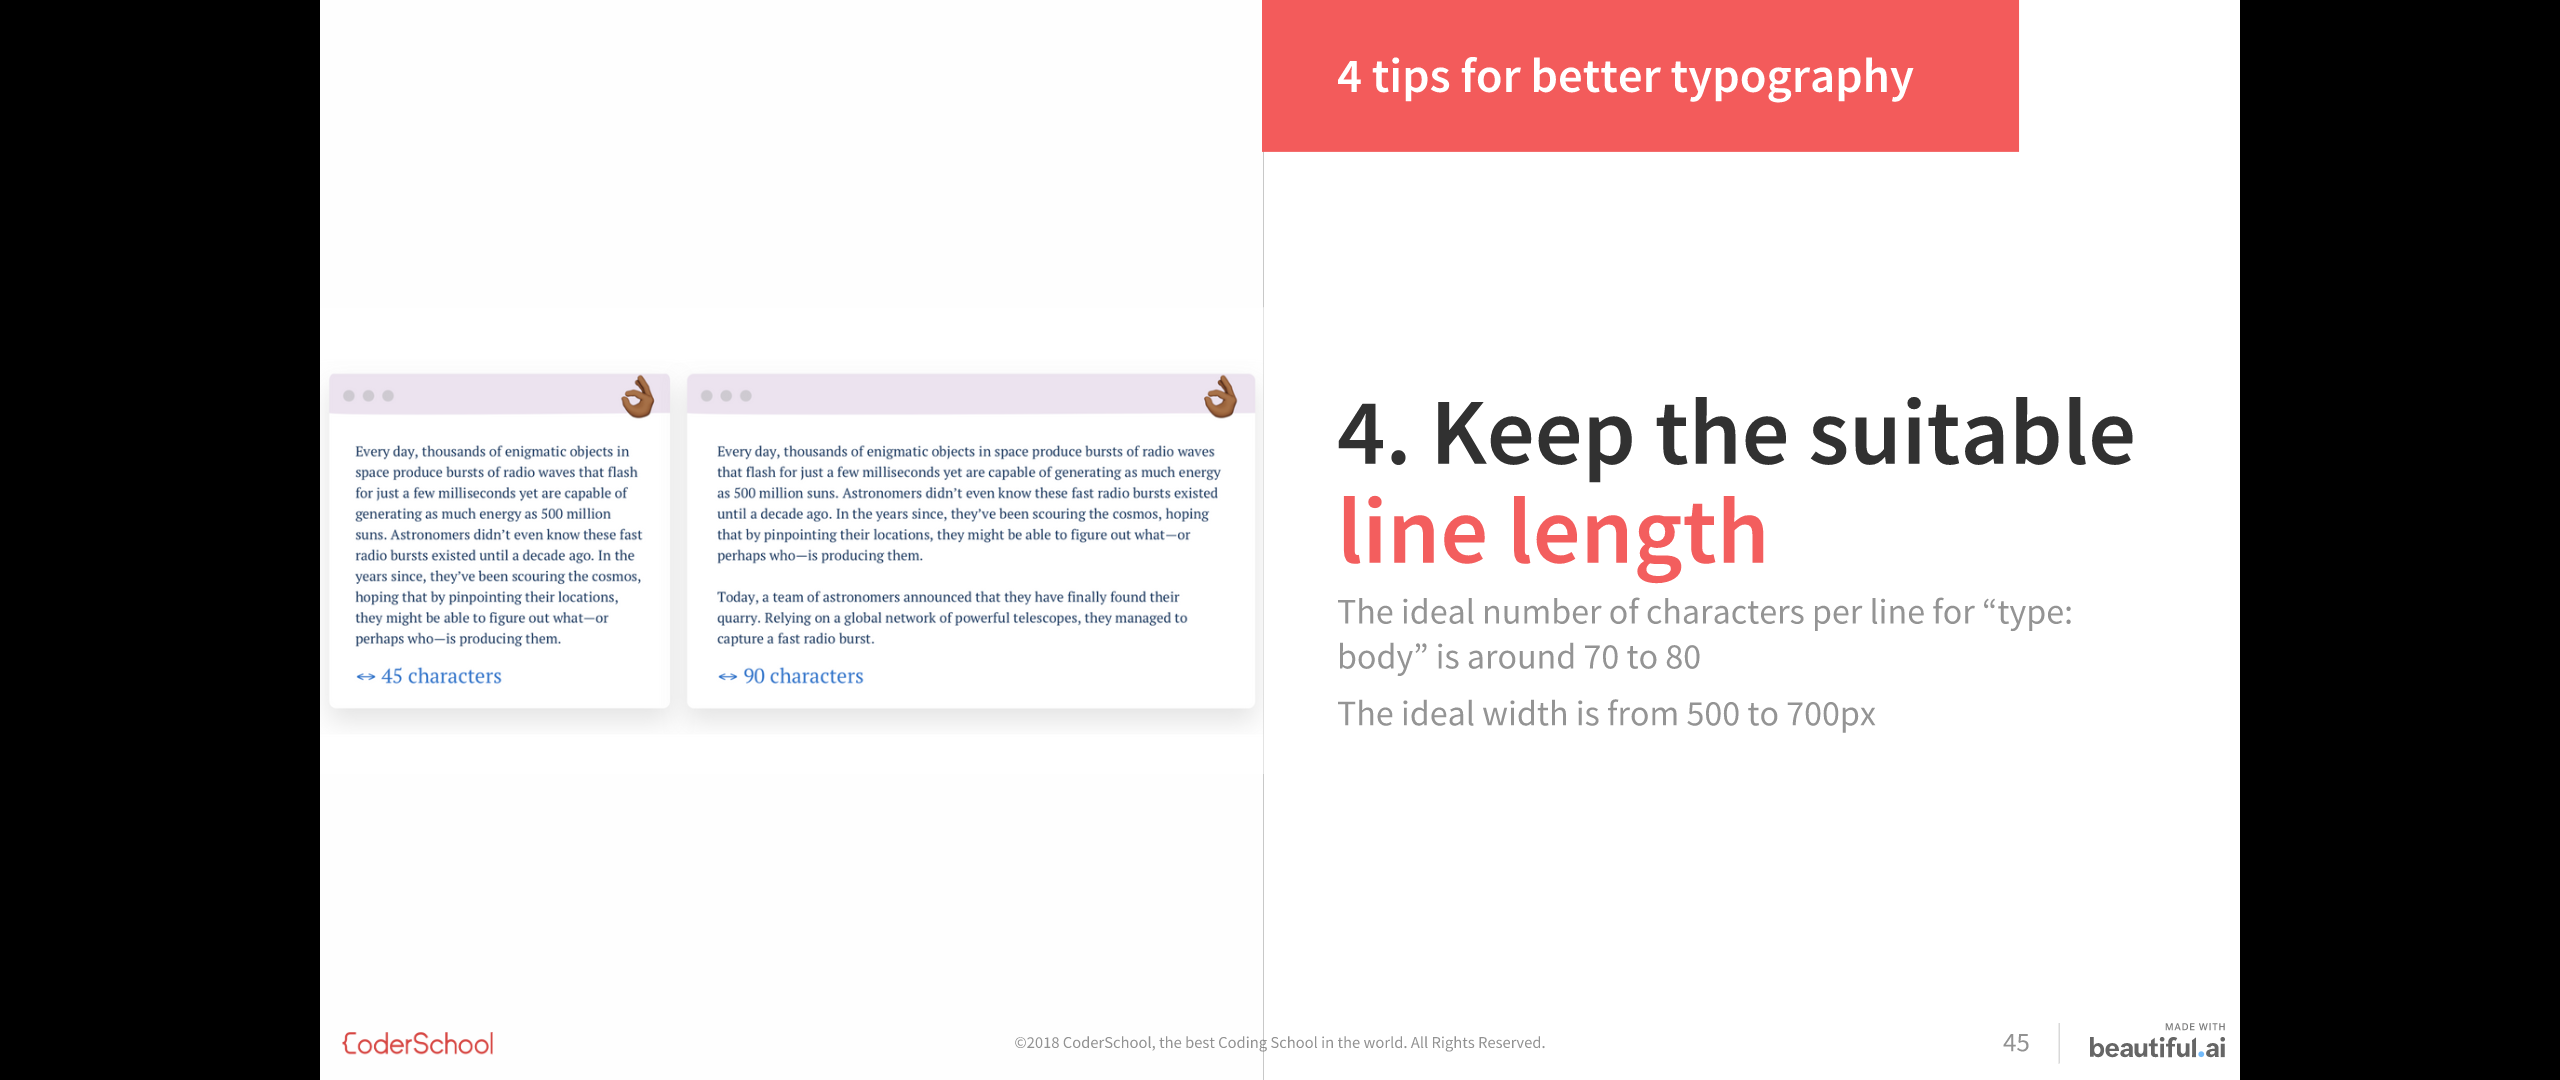 4 tips for better typography
Every day, thousands of enigmatic objects in
space produce bursts of radio waves that flash
for just a few milliseconds yet are capable of
generating as much energy as 500 million
suns. Astronomers didn’t even know these fast
radio bursts existed until a decade ago. In the
years since, they’ve been scouring the cosmos,
hoping that by pinpointing their locations,
they might be able to figure out what—or
perhaps who—is producing them.
↔ 45 characters
Every day, thousands of enigmatic objects in space produce bursts of radio waves
that flash for just a few milliseconds yet are capable of generating as much energy
as 500 million suns. Astronomers didn’t even know these fast radio bursts existed
until a decade ago. In the years since, they’ve been scouring the cosmos, hoping
that by pinpointing their locations, they might be able to figure out what—or
perhaps who—is producing them.
Today, a team of astronomers announced that they have finally found their
quarry. Relying on a global network of powerful telescopes, they managed to
capture a fast radio burst.
↔ 90 characters
4. Keep the suitable
line length
The ideal number of characters per line for “type:
body” is around 70 to 80
The ideal width is from 500 to 700px
{CoderSchool
©2018 CoderSchool, the best Coding School in the world. All Rights Reserved.
45
MADE WITH
beautiful.ai